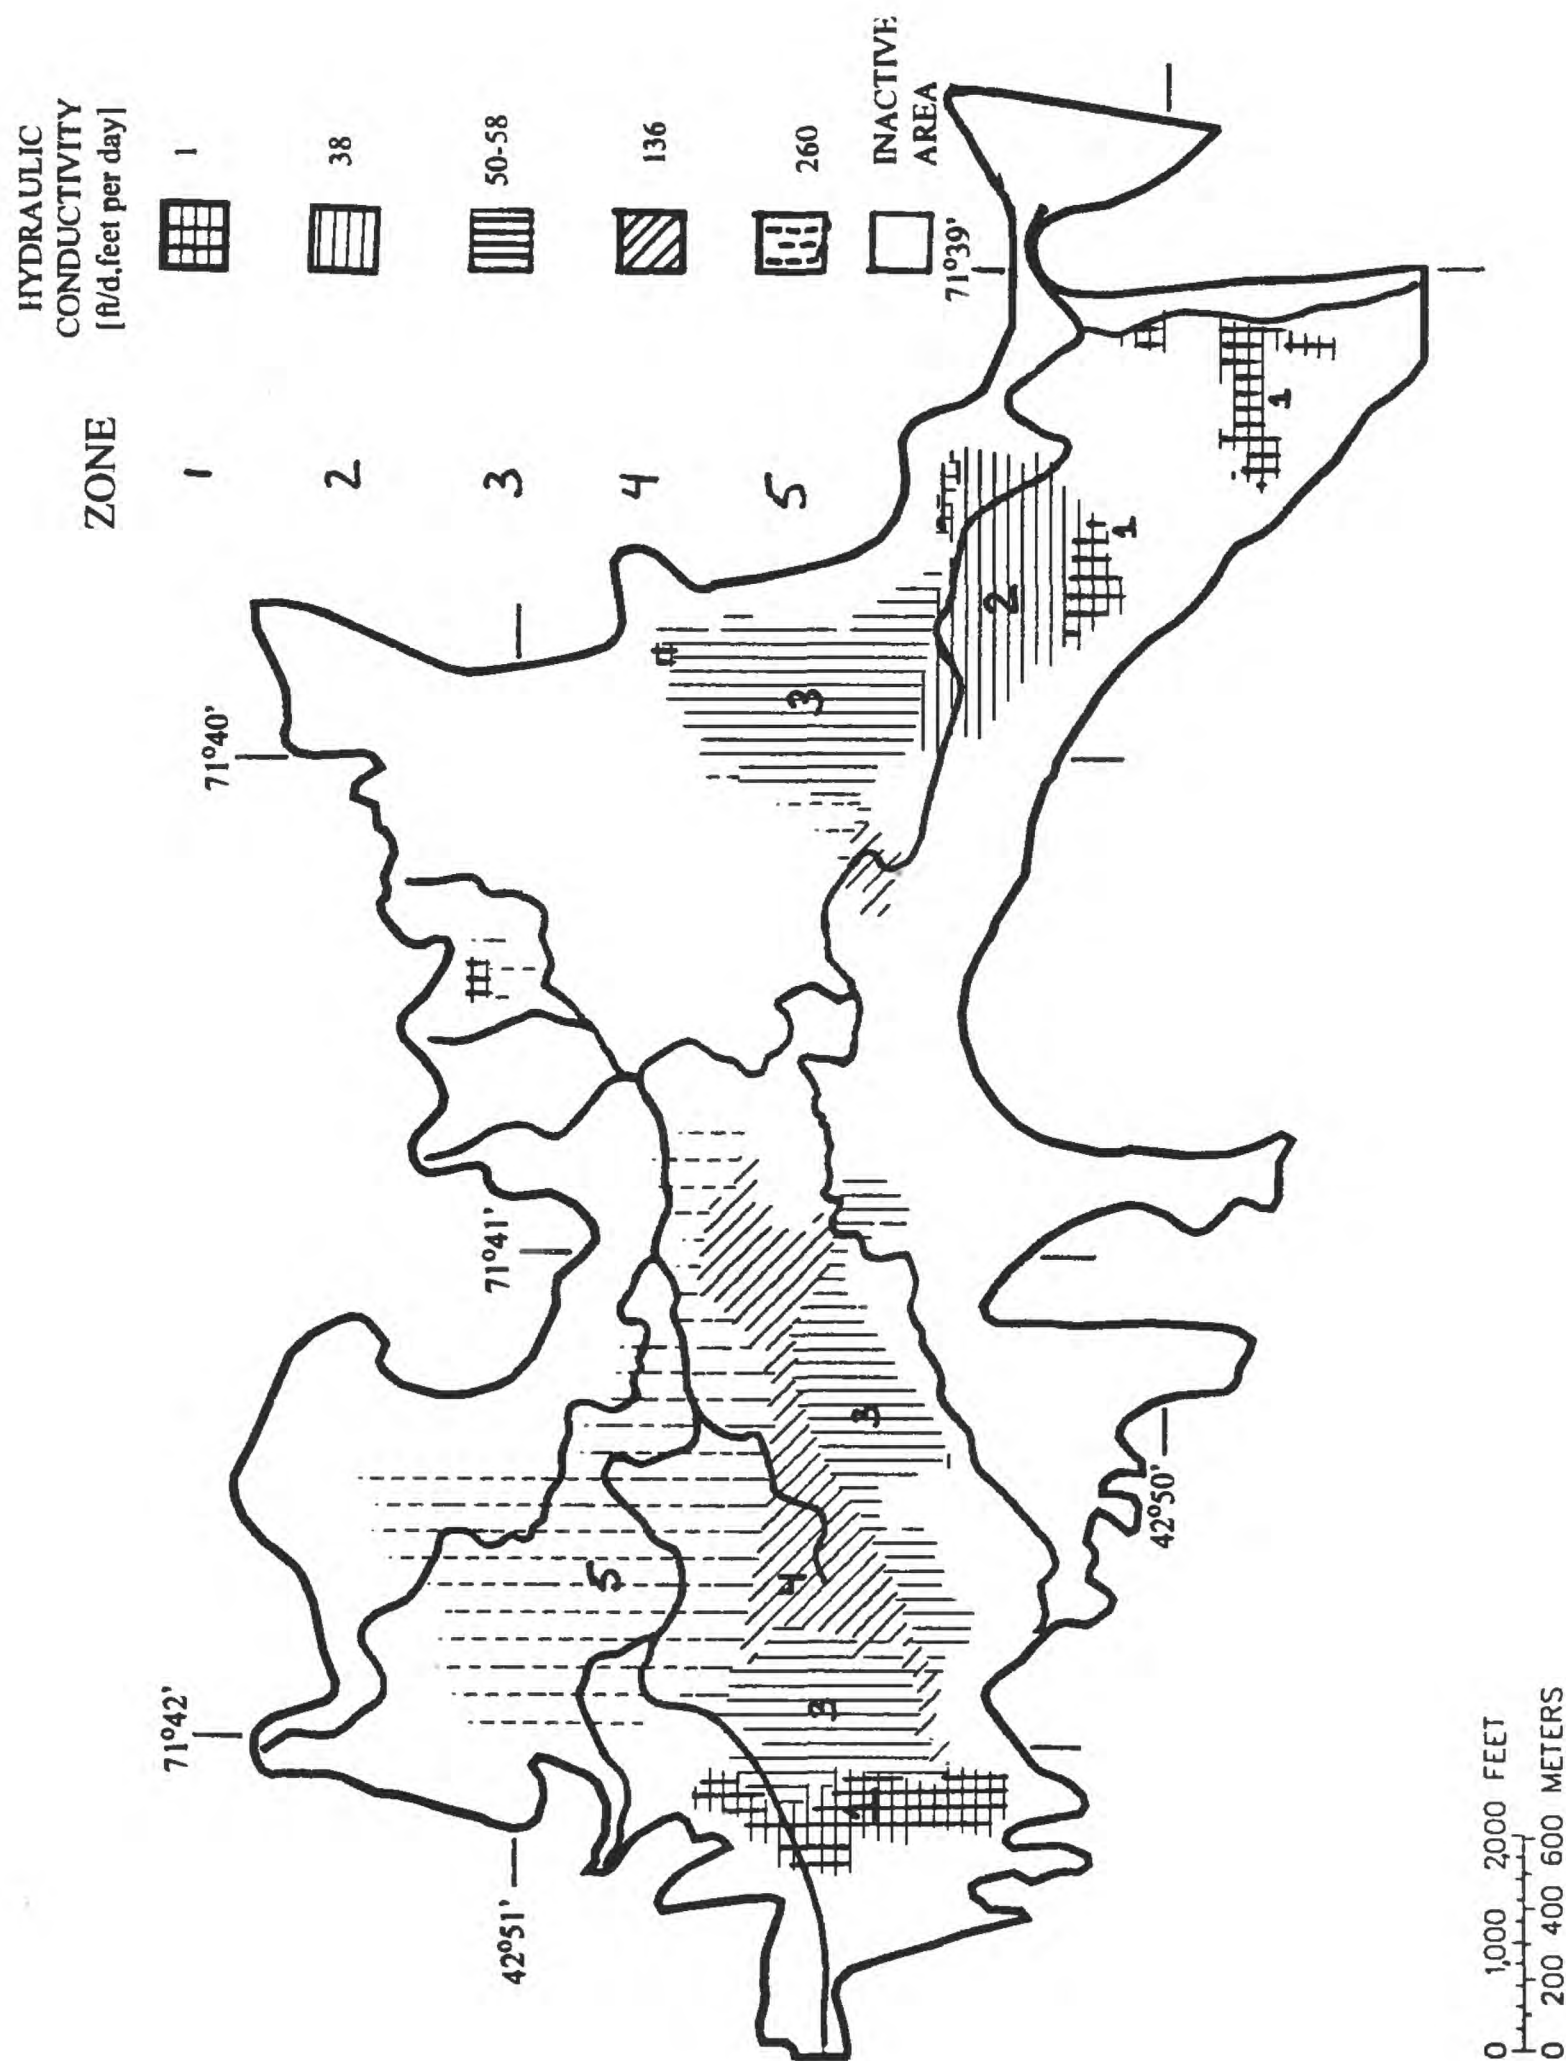 HYDRAULIC
CONDUCTIVITY
[ft/d,feet per day]
ZONE
1 1
2 38
3 50-58
4 136
5 260
INACTIVE
AREA
71°42'
71°41'
71°40'
71°39'
42°51'
42°50'
5
4
3
3
1
3
2
1
1
0 1,000 2,000 FEET
0 200 400 600 METERS